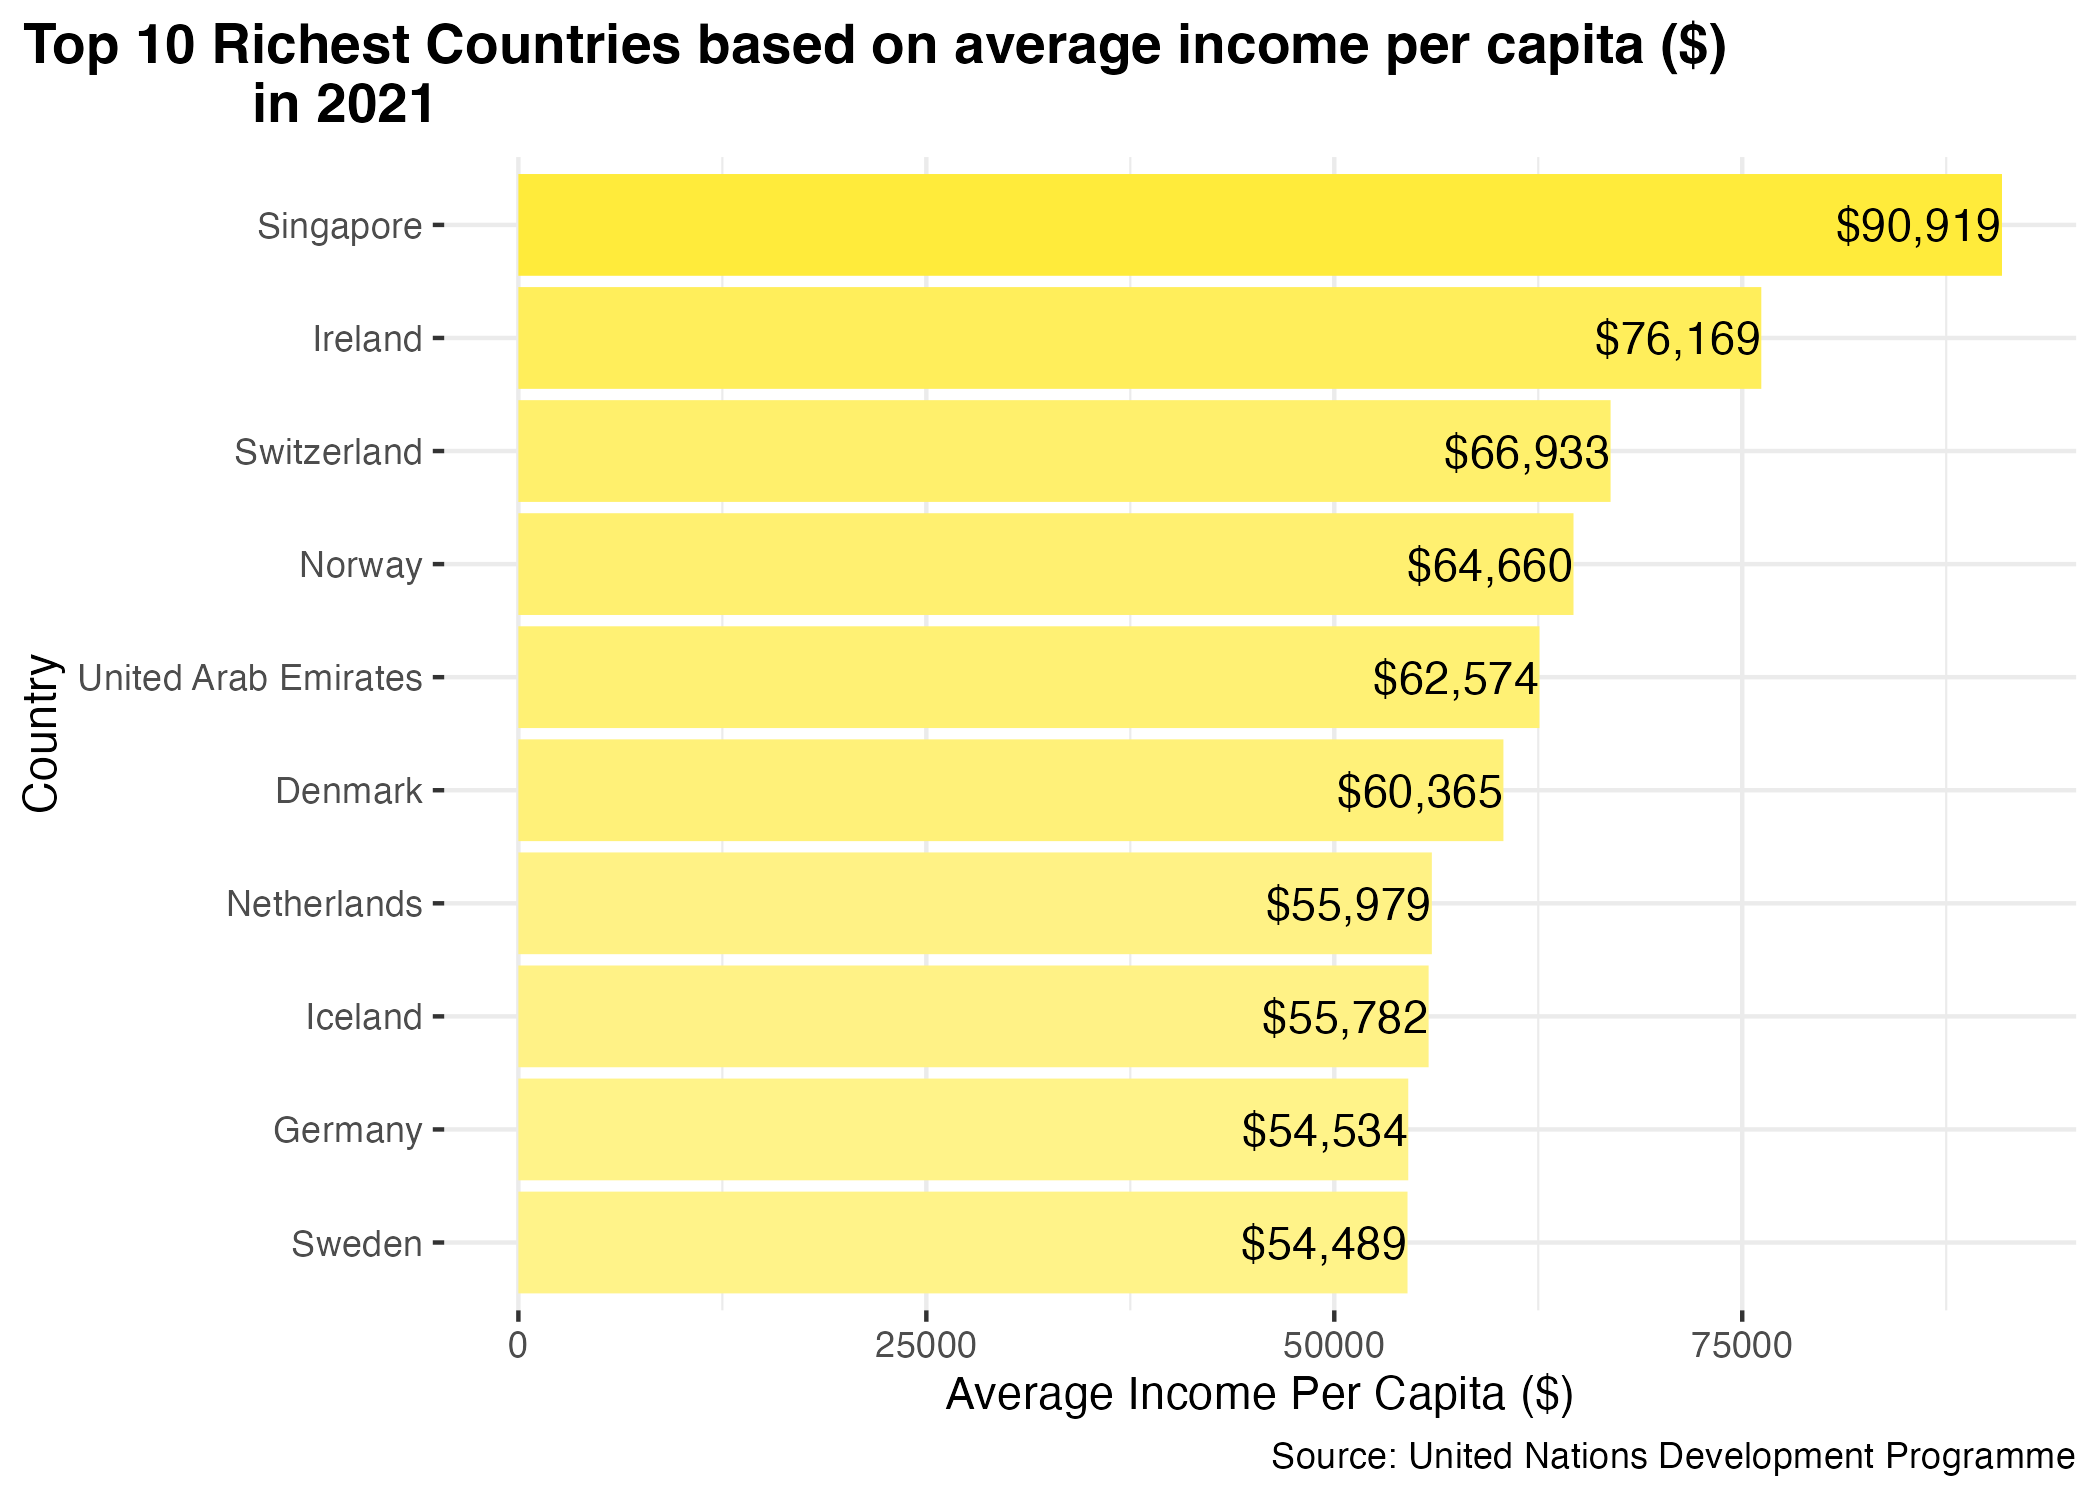 Top 10 Richest Countries based on average income per capita ($)
in 2021
Country
Singapore $90,919
Ireland $76,169
Switzerland $66,933
Norway $64,660
United Arab Emirates $62,574
Denmark $60,365
Netherlands $55,979
Iceland $55,782
Germany $54,534
Sweden $54,489
0 25000 50000 75000
Average Income Per Capita ($)
Source: United Nations Development Programme